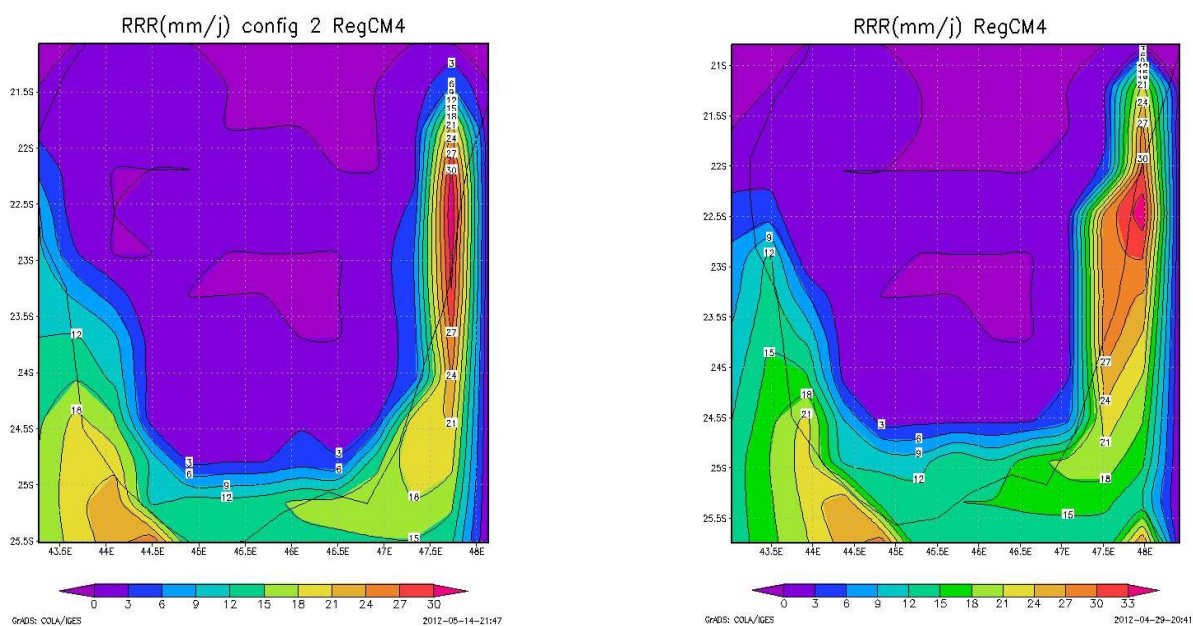 RRR(mm/j) config 2 RegCM4
3
6
9
12
15
18
21
24
27
30
27
24
21
18
15
12
18
3
6
9
12
3
6
21.5S
22S
22.5S
23S
23.5S
24S
24.5S
25S
25.5S
43.5E 44E 44.5E 45E 45.5E 46E 46.5E 47E 47.5E 48E
0 3 6 9 12 15 18 21 24 27 30
GrADS: COLA/IGES 2012-05-14-21:47
RRR(mm/j) RegCM4
3
21
24
27
30
27
24
21
18
15
9
12
15
18
21
3
6
9
12
21S
21.5S
22S
22.5S
23S
23.5S
24S
24.5S
25S
25.5S
43.5E 44E 44.5E 45E 45.5E 46E 46.5E 47E 47.5E 48E
0 3 6 9 12 15 18 21 24 27 30 33
GrADS: COLA/IGES 2012-04-29-20:41